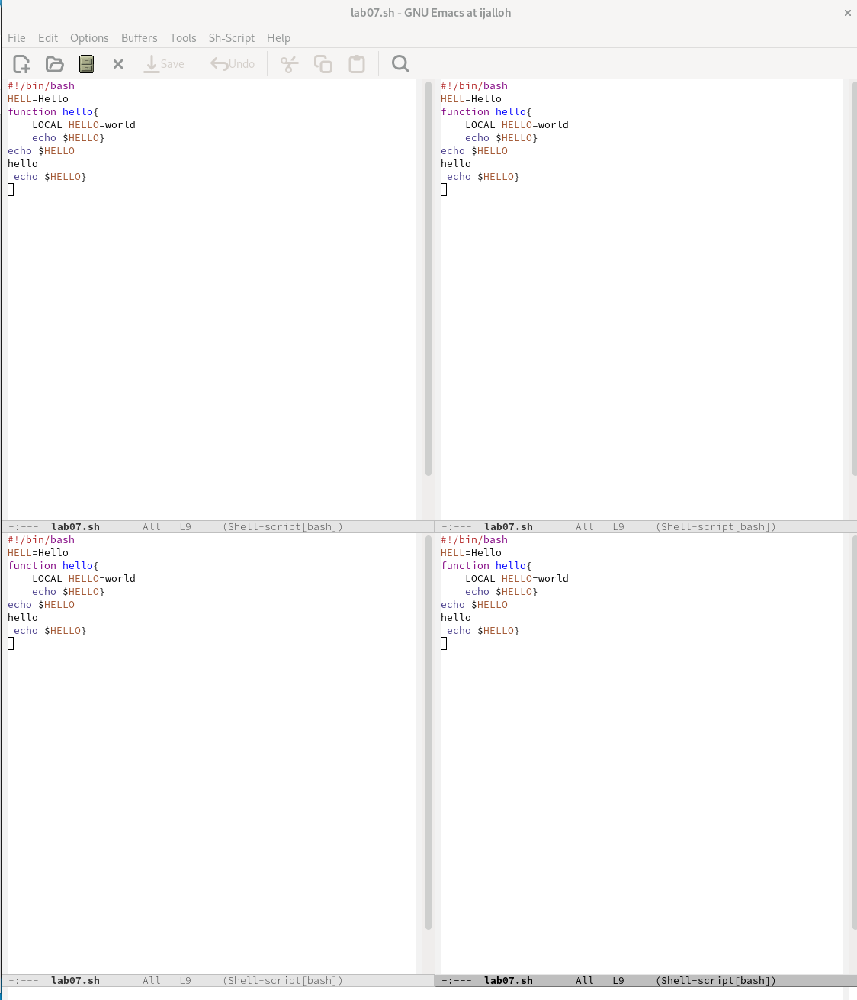 lab07.sh - GNU Emacs at ijalloh ×
File Edit Options Buffers Tools Sh-Script Help
Save Undo
#!/bin/bash
HELL=Hello
function hello{
    LOCAL HELLO=world
    echo $HELLO}
echo $HELLO
hello
 echo $HELLO}
-:--- lab07.sh All L9 (Shell-script[bash])
#!/bin/bash
HELL=Hello
function hello{
    LOCAL HELLO=world
    echo $HELLO}
echo $HELLO
hello
 echo $HELLO}
-:--- lab07.sh All L9 (Shell-script[bash])
#!/bin/bash
HELL=Hello
function hello{
    LOCAL HELLO=world
    echo $HELLO}
echo $HELLO
hello
 echo $HELLO}
-:--- lab07.sh All L9 (Shell-script[bash])
#!/bin/bash
HELL=Hello
function hello{
    LOCAL HELLO=world
    echo $HELLO}
echo $HELLO
hello
 echo $HELLO}
-:--- lab07.sh All L9 (Shell-script[bash])